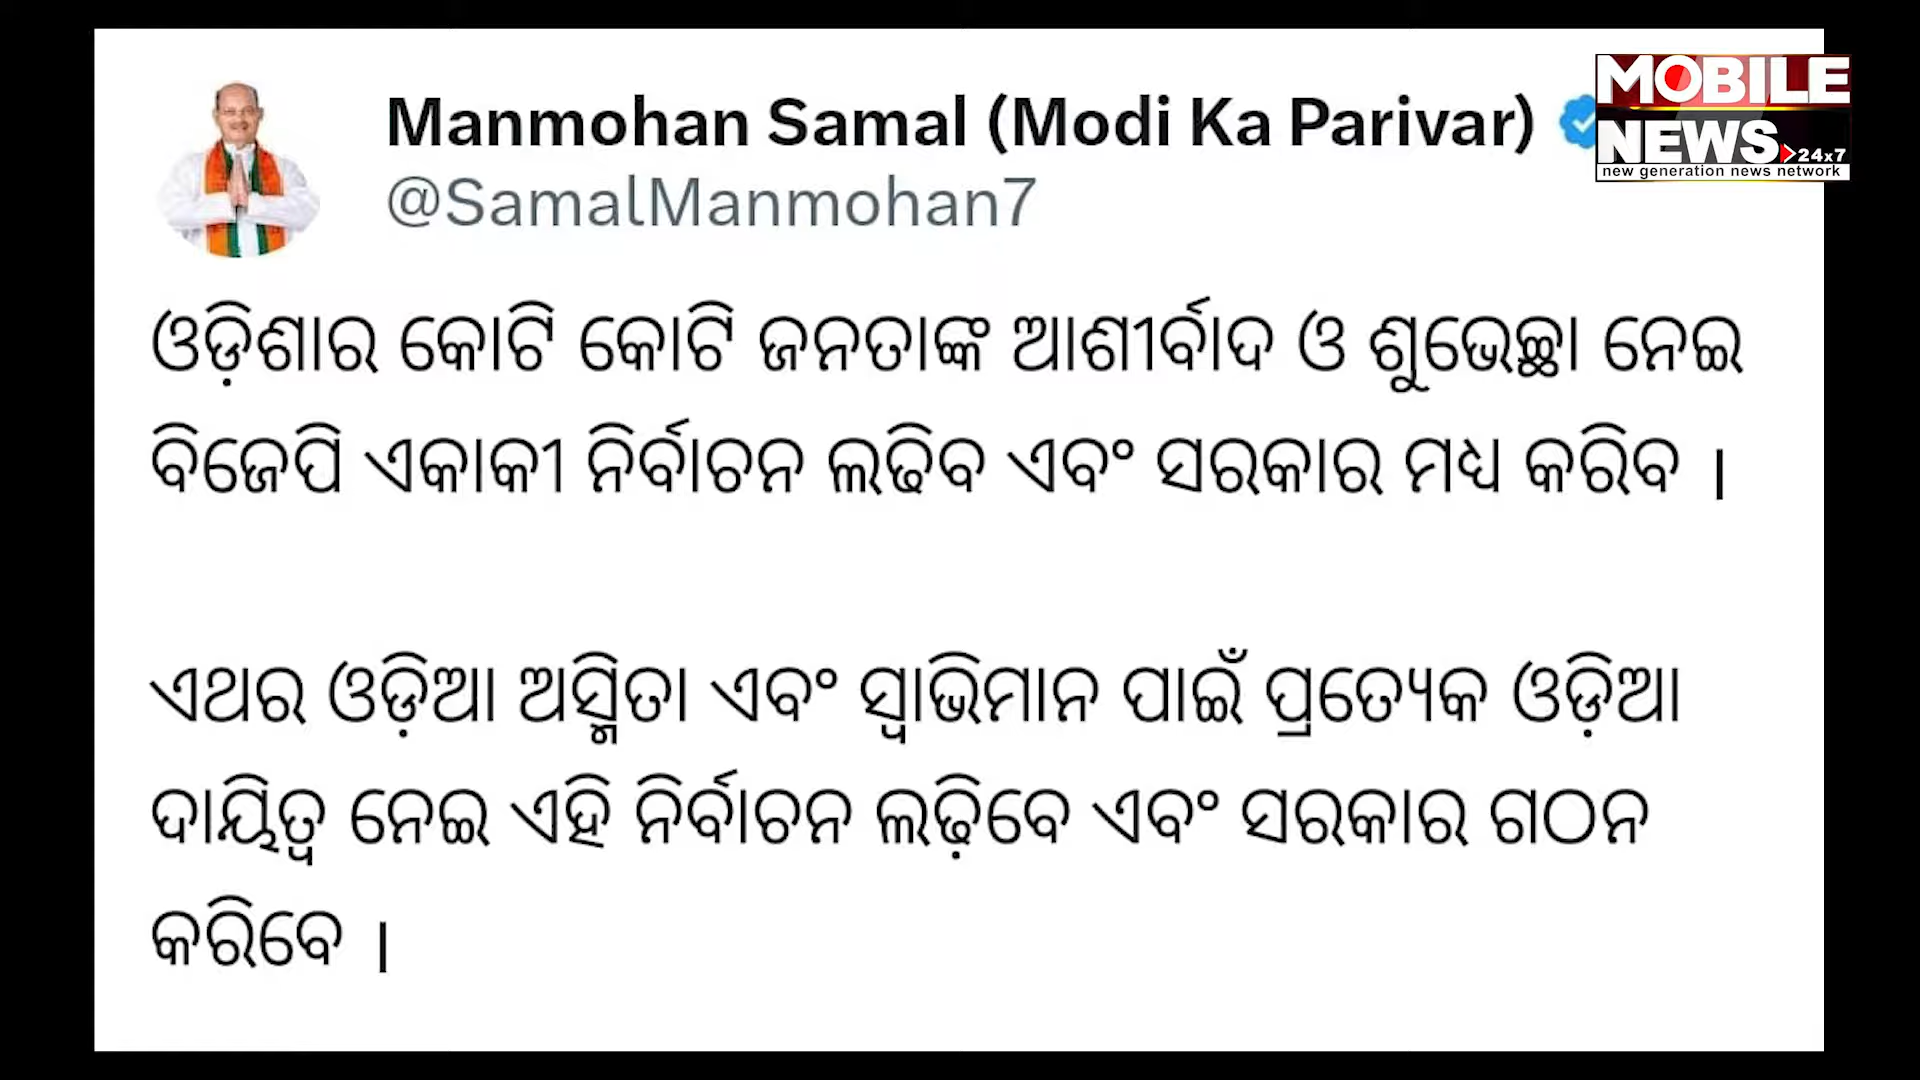 Manmohan Samal (Modi Ka Parivar)
@SamalManmohan7
ଓଡ଼ିଶାର କୋଟି କୋଟି ଜନତାଙ୍କ ଆଶୀର୍ବାଦ ଓ ଶୁଭେଚ୍ଛା ନେଇ
ବିଜେପି ଏକାକୀ ନିର୍ବାଚନ ଲଢିବ ଏବଂ ସରକାର ମଧ୍ୟ କରିବ ।
ଏଥର ଓଡ଼ିଆ ଅସ୍ମିତା ଏବଂ ସ୍ୱାଭିମାନ ପାଇଁ ପ୍ରତ୍ୟେକ ଓଡ଼ିଆ
ଦାୟିତ୍ୱ ନେଇ ଏହି ନିର୍ବାଚନ ଲଢ଼ିବେ ଏବଂ ସରକାର ଗଠନ
କରିବେ ।
MOBILE
NEWS 24x7
new generation news network